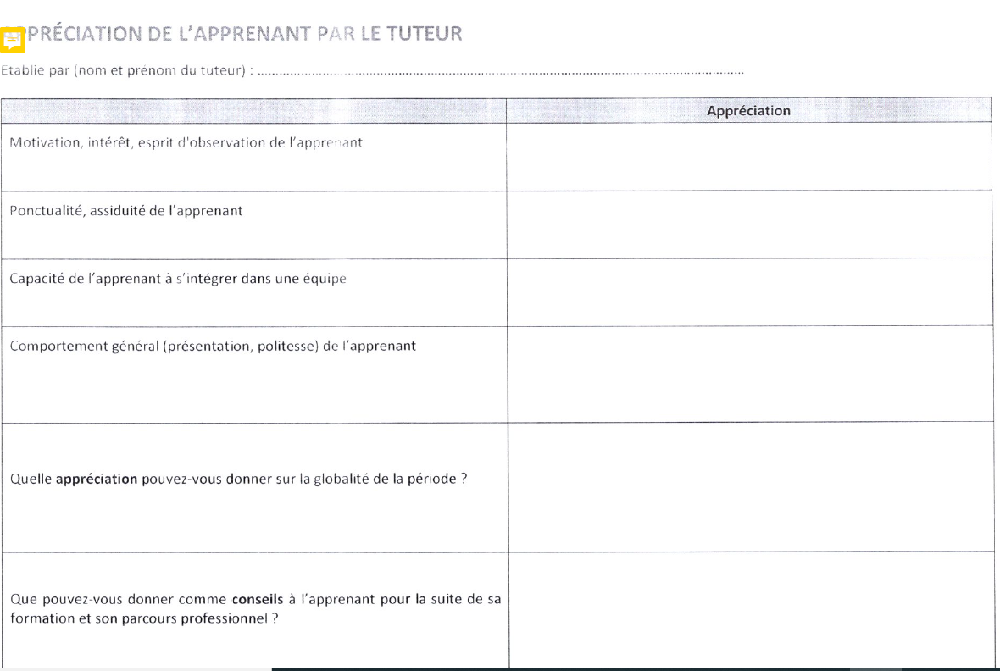 PRÉCIATION DE L'APPRENANT PAR LE TUTEUR
Etablie par (nom et prénom du tuteur) : ................................................................
Appréciation
Motivation, intérêt, esprit d'observation de l'apprenant
Ponctualité, assiduité de l'apprenant
Capacité de l'apprenant à s'intégrer dans une équipe
Comportement général (présentation, politesse) de l'apprenant
Quelle appréciation pouvez-vous donner sur la globalité de la période ?
Que pouvez-vous donner comme conseils à l'apprenant pour la suite de sa
formation et son parcours professionnel ?